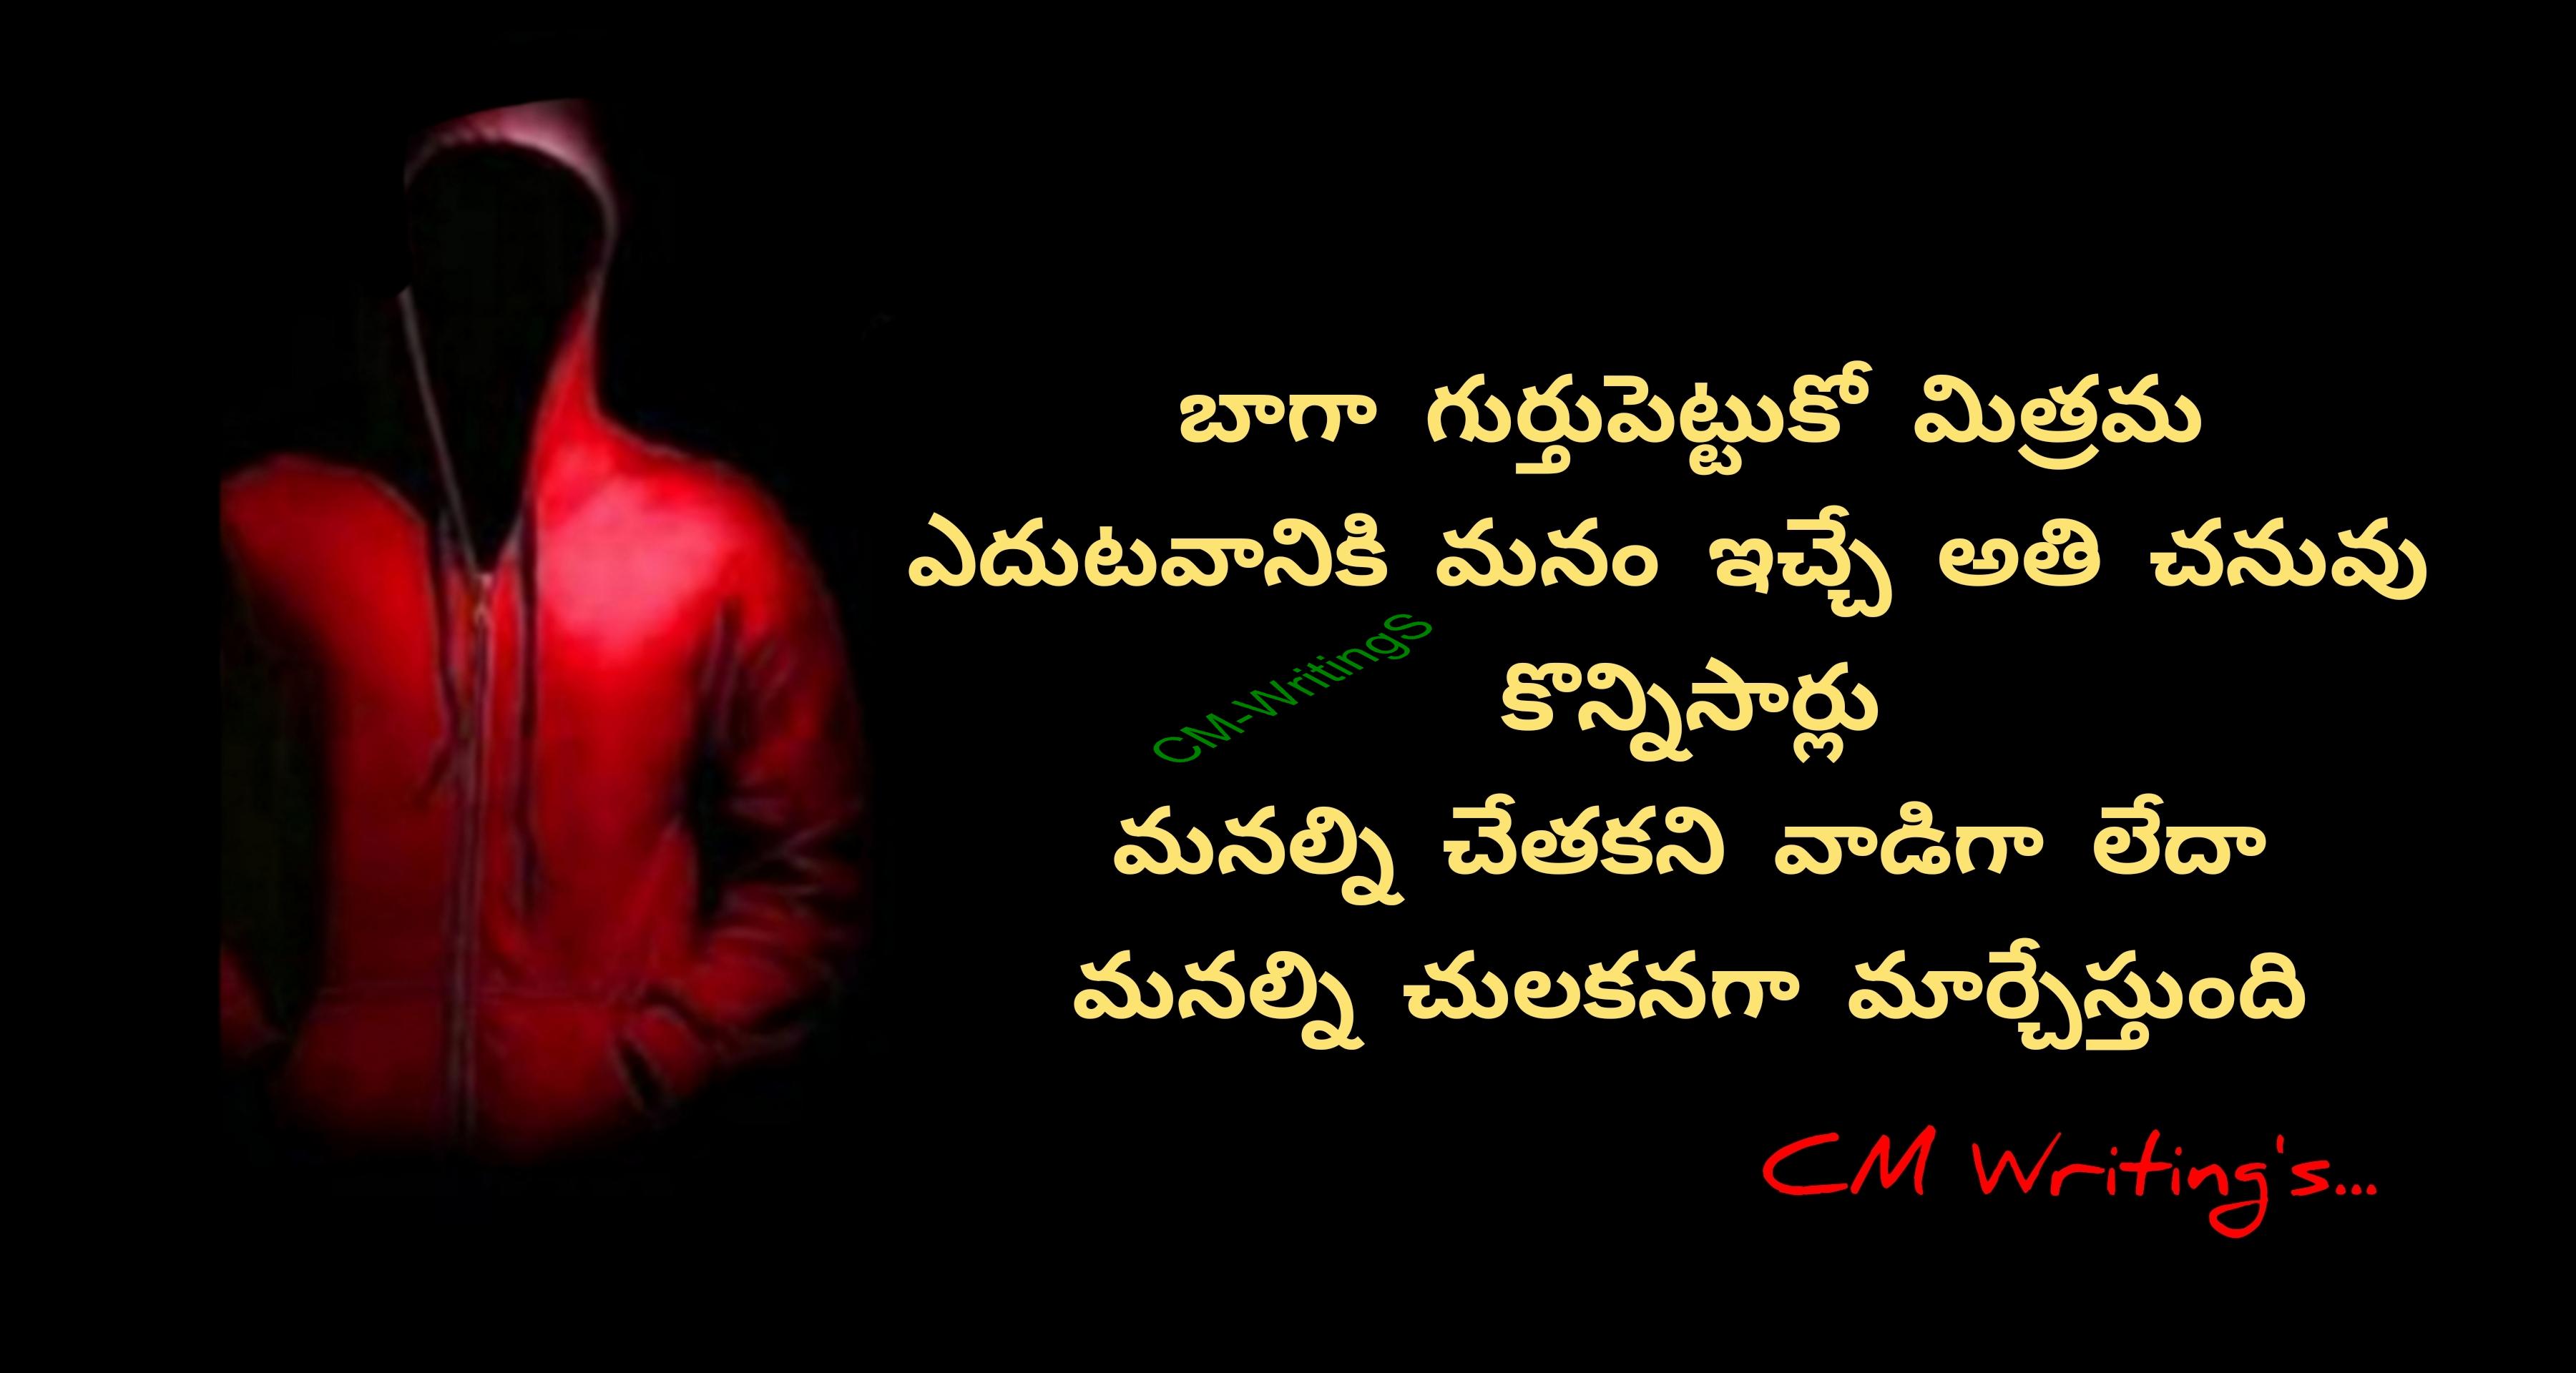 బాగా గుర్తుపెట్టుకో మిత్రమ
ఎదుటవానికి మనం ఇచ్చే అతి చనువు
కొన్నిసార్లు
CM-WritingS
మనల్ని చేతకని వాడిగా లేదా
మనల్ని చులకనగా మార్చేస్తుంది
CM Writing's...